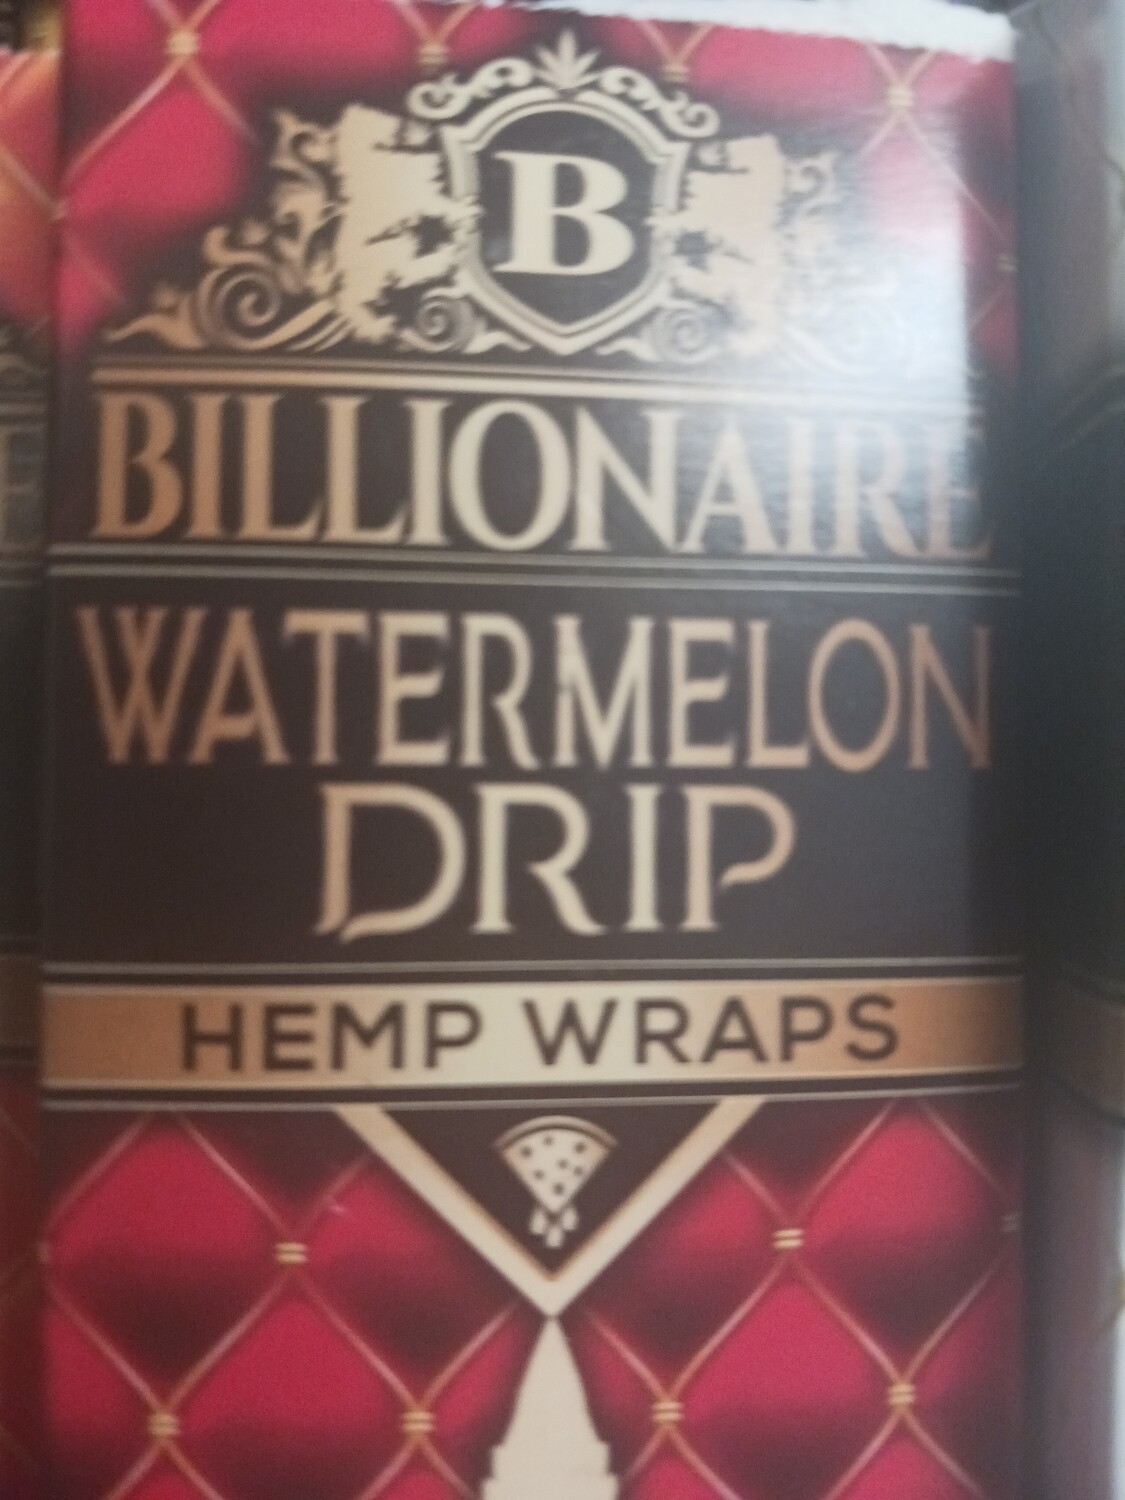 B
BILLIONAIRE
WATERMELON
DRIP
HEMP WRAPS